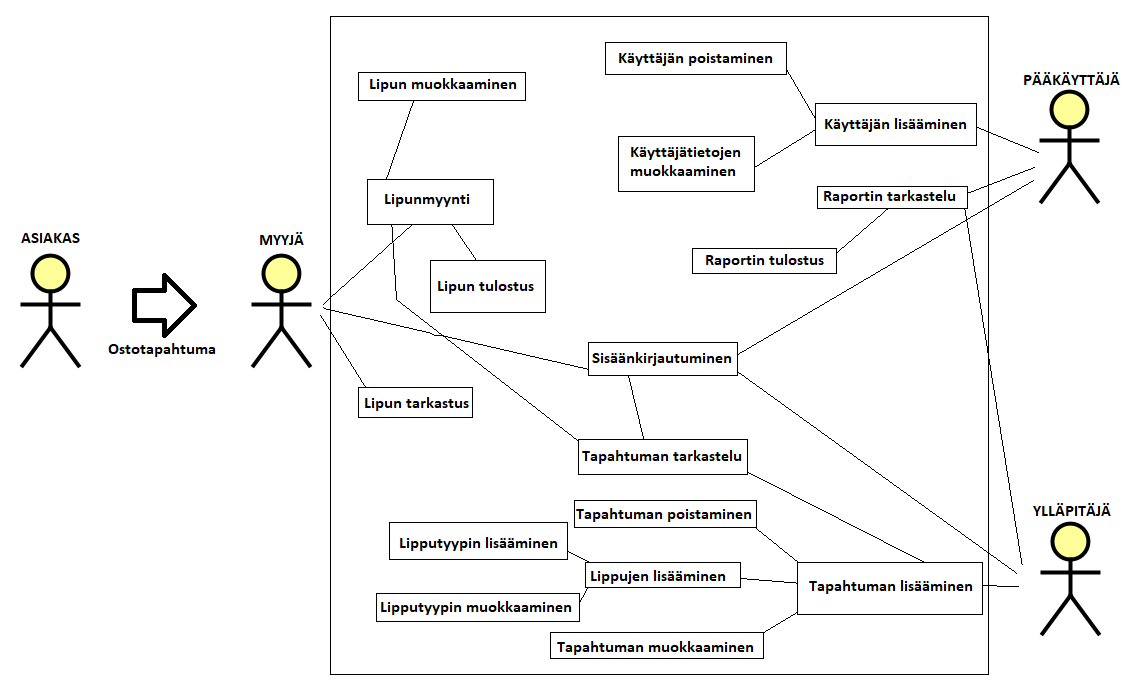 Käyttäjän poistaminen
PÄÄKÄYTTÄJÄ
Lipun muokkaaminen
Käyttäjän lisääminen
Käyttäjätietojen
muokkaaminen
Lipunmyynti
Raportin tarkastelu
ASIAKAS
MYYJÄ
Raportin tulostus
Lipun tulostus
Ostotapahtuma
Sisäänkirjautuminen
Lipun tarkastus
Tapahtuman tarkastelu
Tapahtuman poistaminen
YLLÄPITÄJÄ
Lipputyypin lisääminen
Lippujen lisääminen
Tapahtuman lisääminen
Lipputyypin muokkaaminen
Tapahtuman muokkaaminen